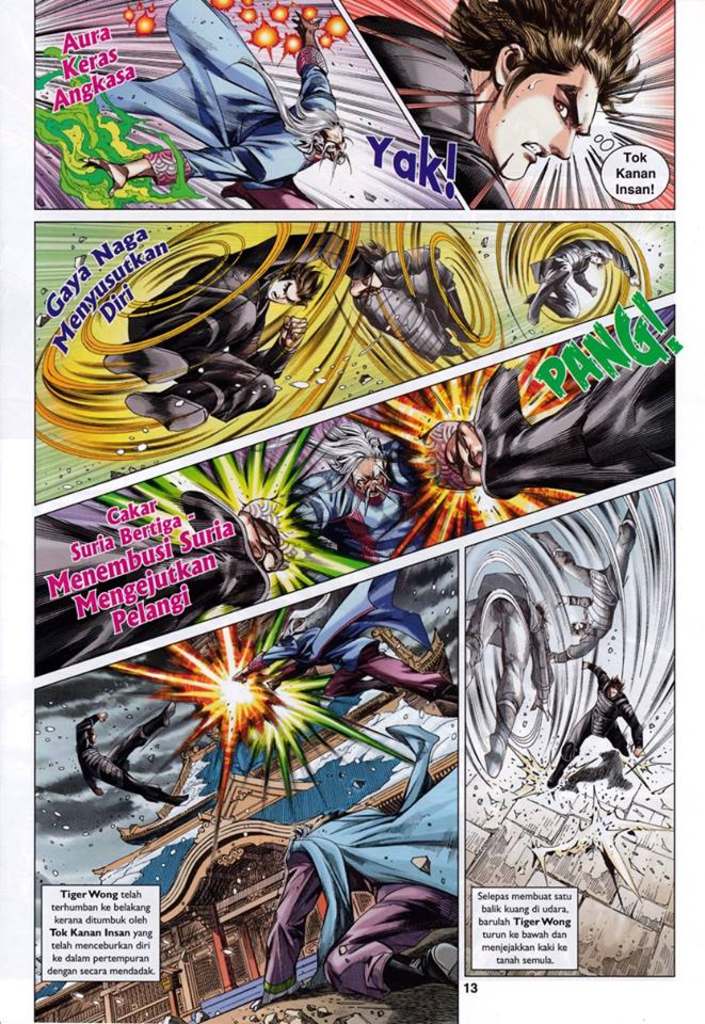 Aura
Keras
Angkasa
Yak!
Tok
Kanan
Insan!
Gaya Naga
Menyusutkan
Diri
PANG!
Cakar
Suria Bertiga -
Menembusi Suria
Mengejutkan
Pelangi
Tiger Wong telah
terhumban ke belakang
kerana ditumbuk oleh
Tok Kanan Insan yang
telah menceburkan diri
ke dalam pertempuran
dengan secara mendadak.
Selepas membuat satu
balik kuang di udara,
barulah Tiger Wong
turun ke bawah dan
menjejakkan kaki ke
tanah semula.
13